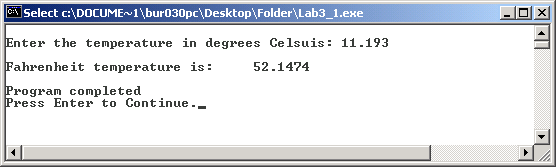 Select c:\DOCUME~1\bur030pc\Desktop\Folder\Lab3_1.exe
Enter the temperature in degrees Celsuis: 11.193
Fahrenheit temperature is: 52.1474
Program completed
Press Enter to Continue._